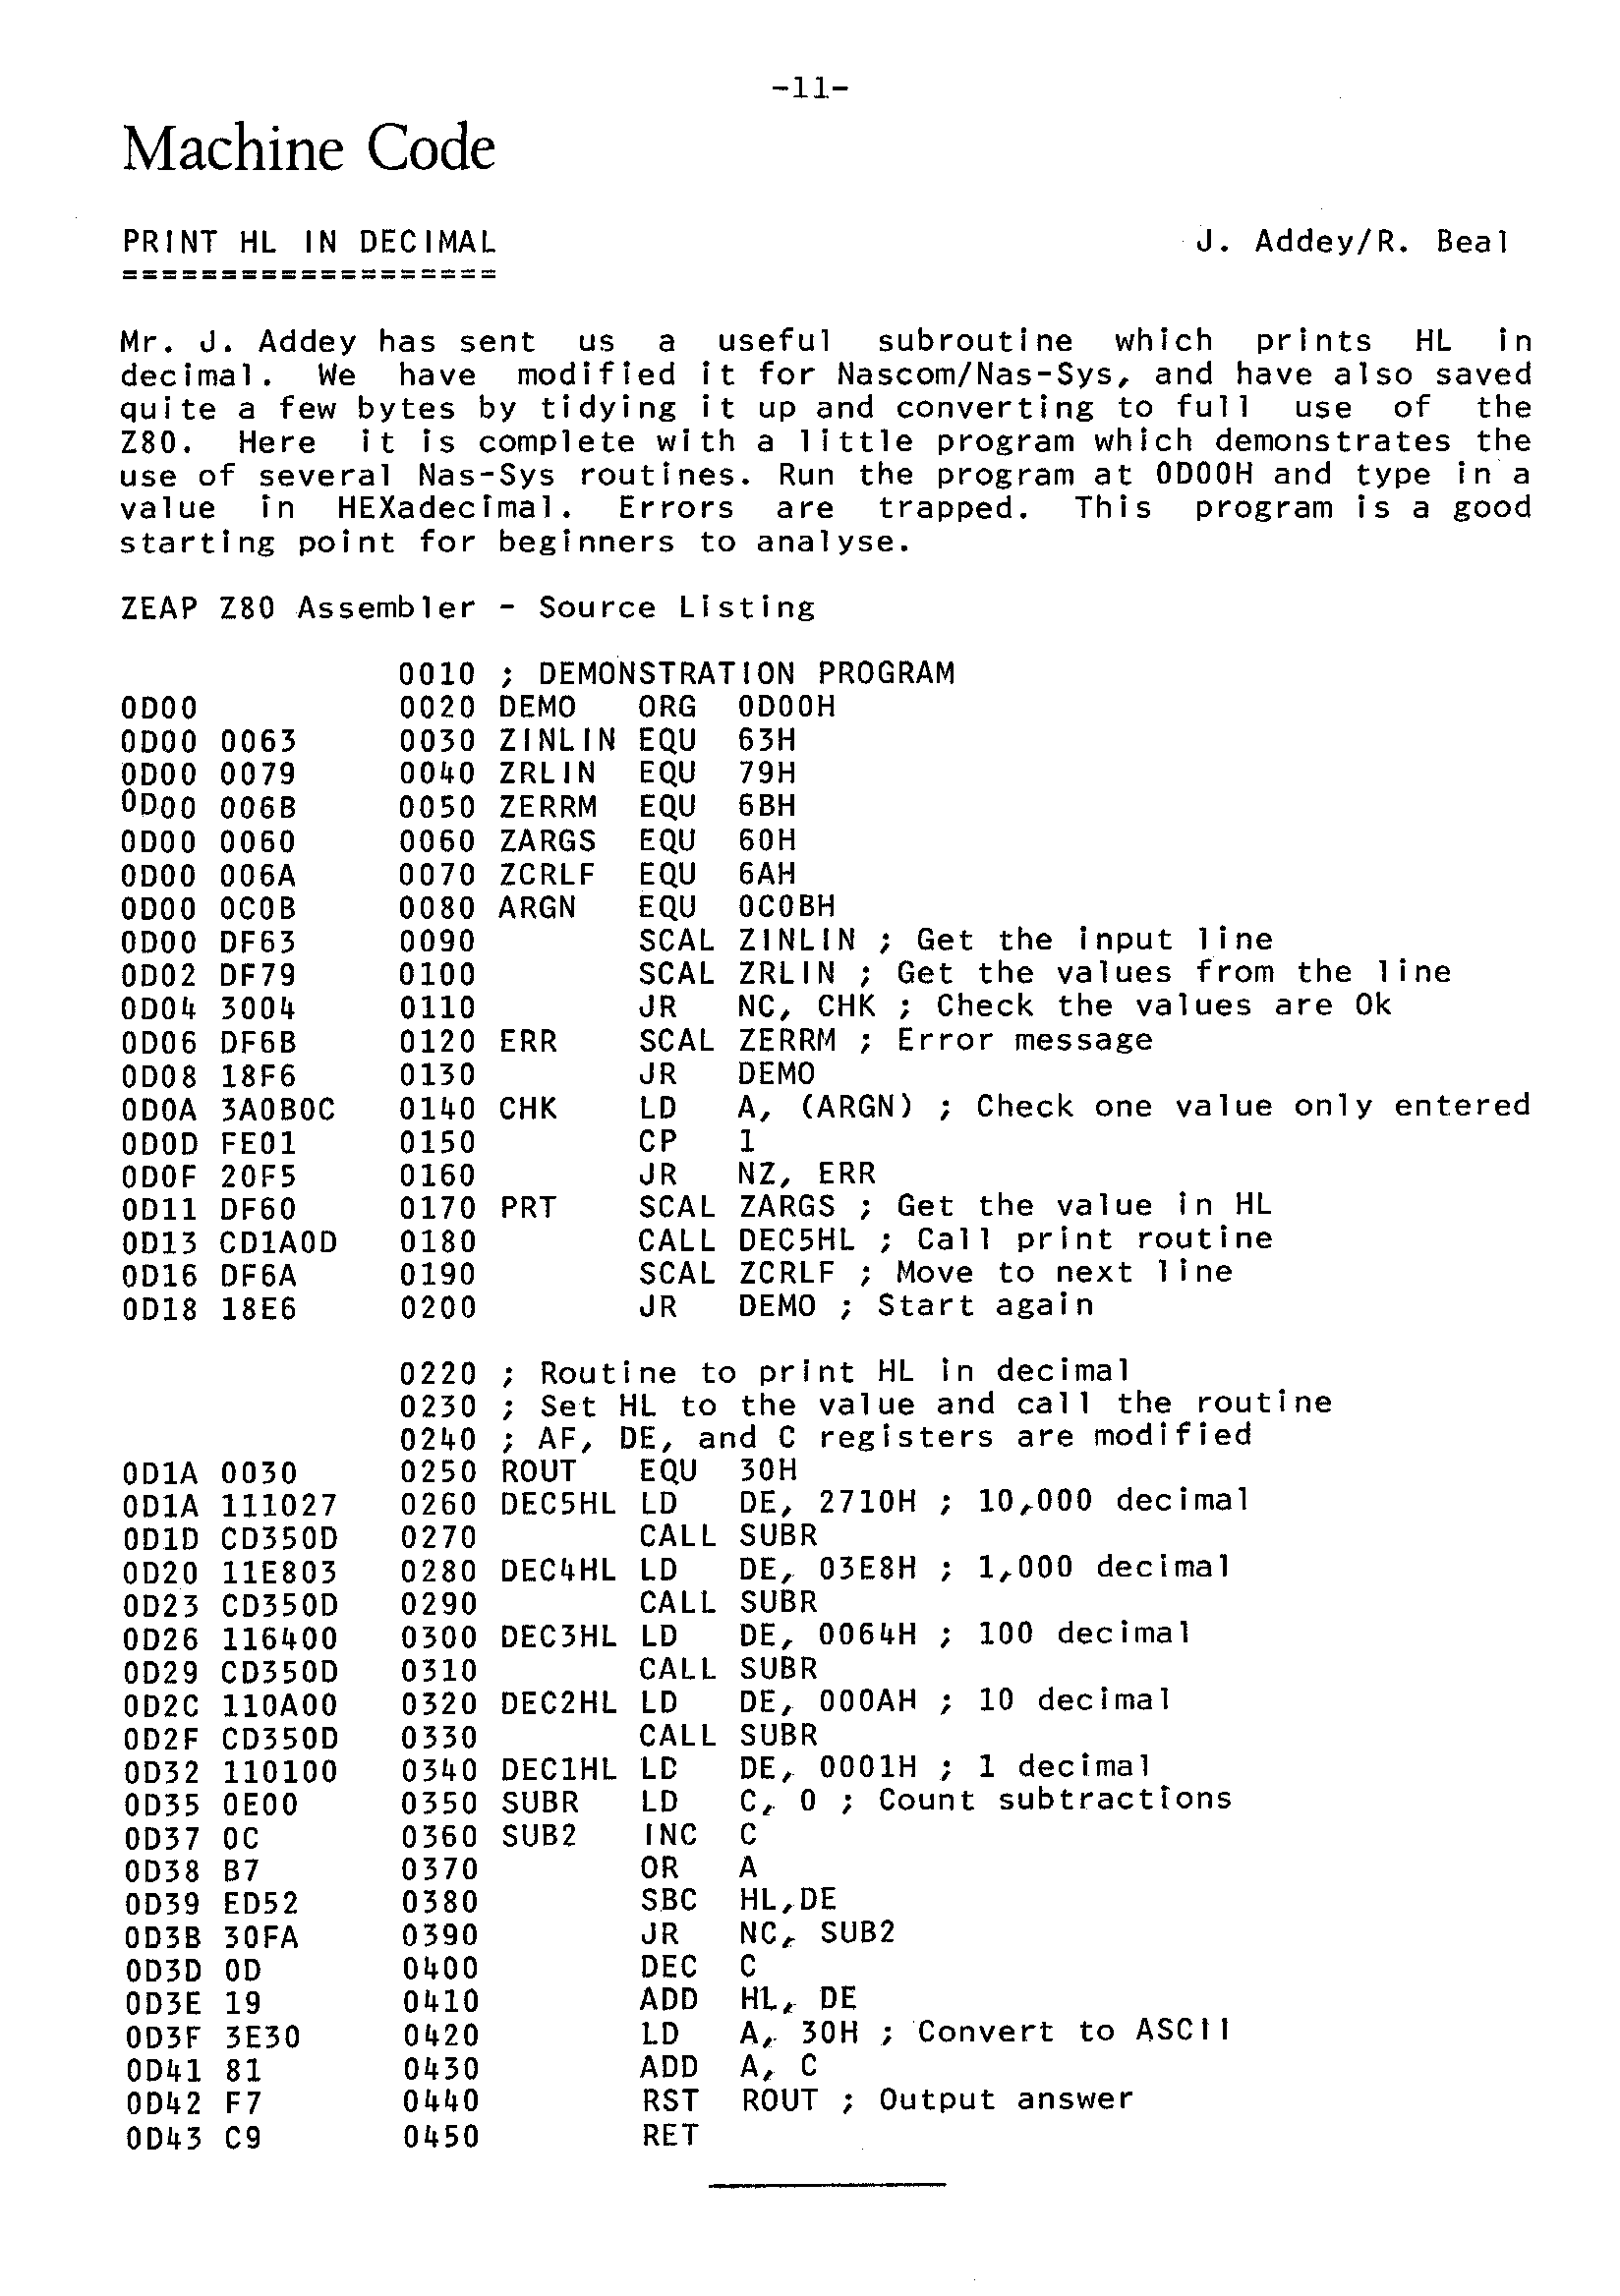 -11-
Machine Code
PRINT HL IN DECIMAL                    J. Addey/R. Beal
===================
Mr. J. Addey has sent us a useful subroutine which prints HL in
decimal. We have modified it for Nascom/Nas-Sys, and have also saved
quite a few bytes by tidying it up and converting to full use of the
Z80. Here it is complete with a little program which demonstrates the
use of several Nas-Sys routines. Run the program at 0D00H and type in a
value in HEXadecimal. Errors are trapped. This program is a good
starting point for beginners to analyse.
ZEAP Z80 Assembler - Source Listing
              0010 ; DEMONSTRATION PROGRAM
0D00          0020 DEMO   ORG  0D00H
0D00 0063     0030 ZINLIN EQU  63H
0D00 0079     0040 ZRLIN  EQU  79H
0D00 006B     0050 ZERRM  EQU  6BH
0D00 0060     0060 ZARGS  EQU  60H
0D00 006A     0070 ZCRLF  EQU  6AH
0D00 0C0B     0080 ARGN   EQU  0C0BH
0D00 DF63     0090        SCAL ZINLIN ; Get the input line
0D02 DF79     0100        SCAL ZRLIN ; Get the values from the line
0D04 3004     0110        JR   NC, CHK ; Check the values are Ok
0D06 DF6B     0120 ERR    SCAL ZERRM ; Error message
0D08 18F6     0130        JR   DEMO
0D0A 3A0B0C   0140 CHK    LD   A, (ARGN) ; Check one value only entered
0D0D FE01     0150        CP   1
0D0F 20F5     0160        JR   NZ, ERR
0D11 DF60     0170 PRT    SCAL ZARGS ; Get the value in HL
0D13 CD1A0D   0180        CALL DEC5HL ; Call print routine
0D16 DF6A     0190        SCAL ZCRLF ; Move to next line
0D18 18E6     0200        JR   DEMO ; Start again
              0220 ; Routine to print HL in decimal
              0230 ; Set HL to the value and call the routine
              0240 ; AF, DE, and C registers are modified
0D1A 0030     0250 ROUT   EQU  30H
0D1A 111027   0260 DEC5HL LD   DE, 2710H ; 10,000 decimal
0D1D CD350D   0270        CALL SUBR
0D20 11E803   0280 DEC4HL LD   DE, 03E8H ; 1,000 decimal
0D23 CD350D   0290        CALL SUBR
0D26 116400   0300 DEC3HL LD   DE, 0064H ; 100 decimal
0D29 CD350D   0310        CALL SUBR
0D2C 110A00   0320 DEC2HL LD   DE, 000AH ; 10 decimal
0D2F CD350D   0330        CALL SUBR
0D32 110100   0340 DEC1HL LD   DE, 0001H ; 1 decimal
0D35 0E00     0350 SUBR   LD   C, 0 ; Count subtractions
0D37 0C       0360 SUB2   INC  C
0D38 B7       0370        OR   A
0D39 ED52     0380        SBC  HL,DE
0D3B 30FA     0390        JR   NC, SUB2
0D3D 0D       0400        DEC  C
0D3E 19       0410        ADD  HL, DE
0D3F 3E30     0420        LD   A, 30H ; Convert to ASCII
0D41 81       0430        ADD  A, C
0D42 F7       0440        RST  ROUT ; Output answer
0D43 C9       0450        RET